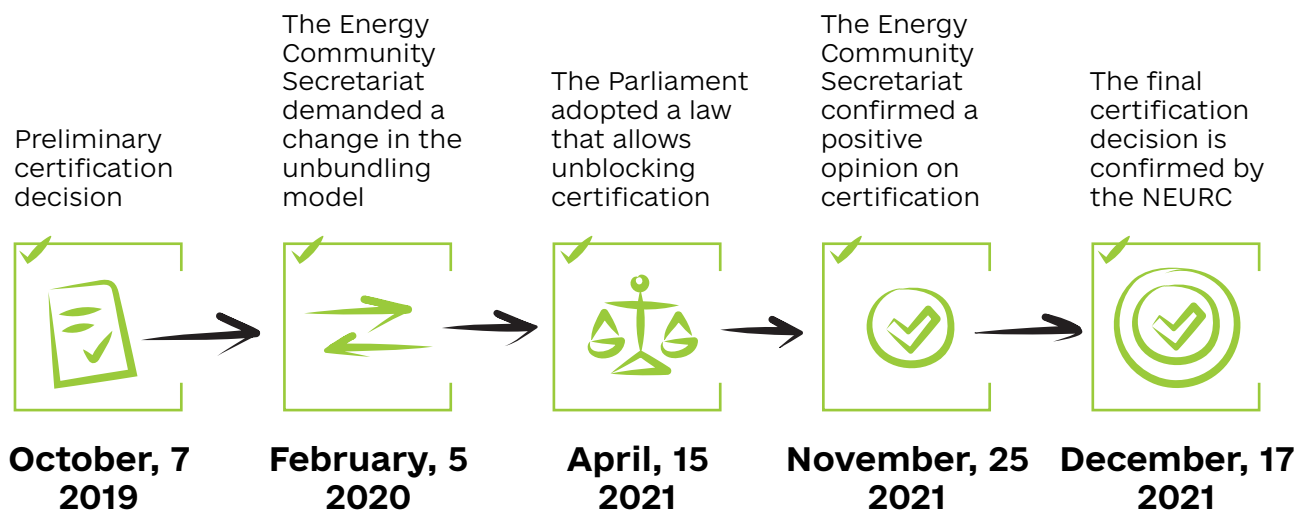 Preliminary
certification
decision
October, 7
2019
The Energy
Community
Secretariat
demanded a
change in the
unbundling
model
February, 5
2020
The Parliament
adopted a law
that allows
unblocking
certification
April, 15
2021
The Energy
Community
Secretariat
confirmed a
positive
opinion on
certification
November, 25
2021
The final
certification
decision is
confirmed by
the NEURC
December, 17
2021